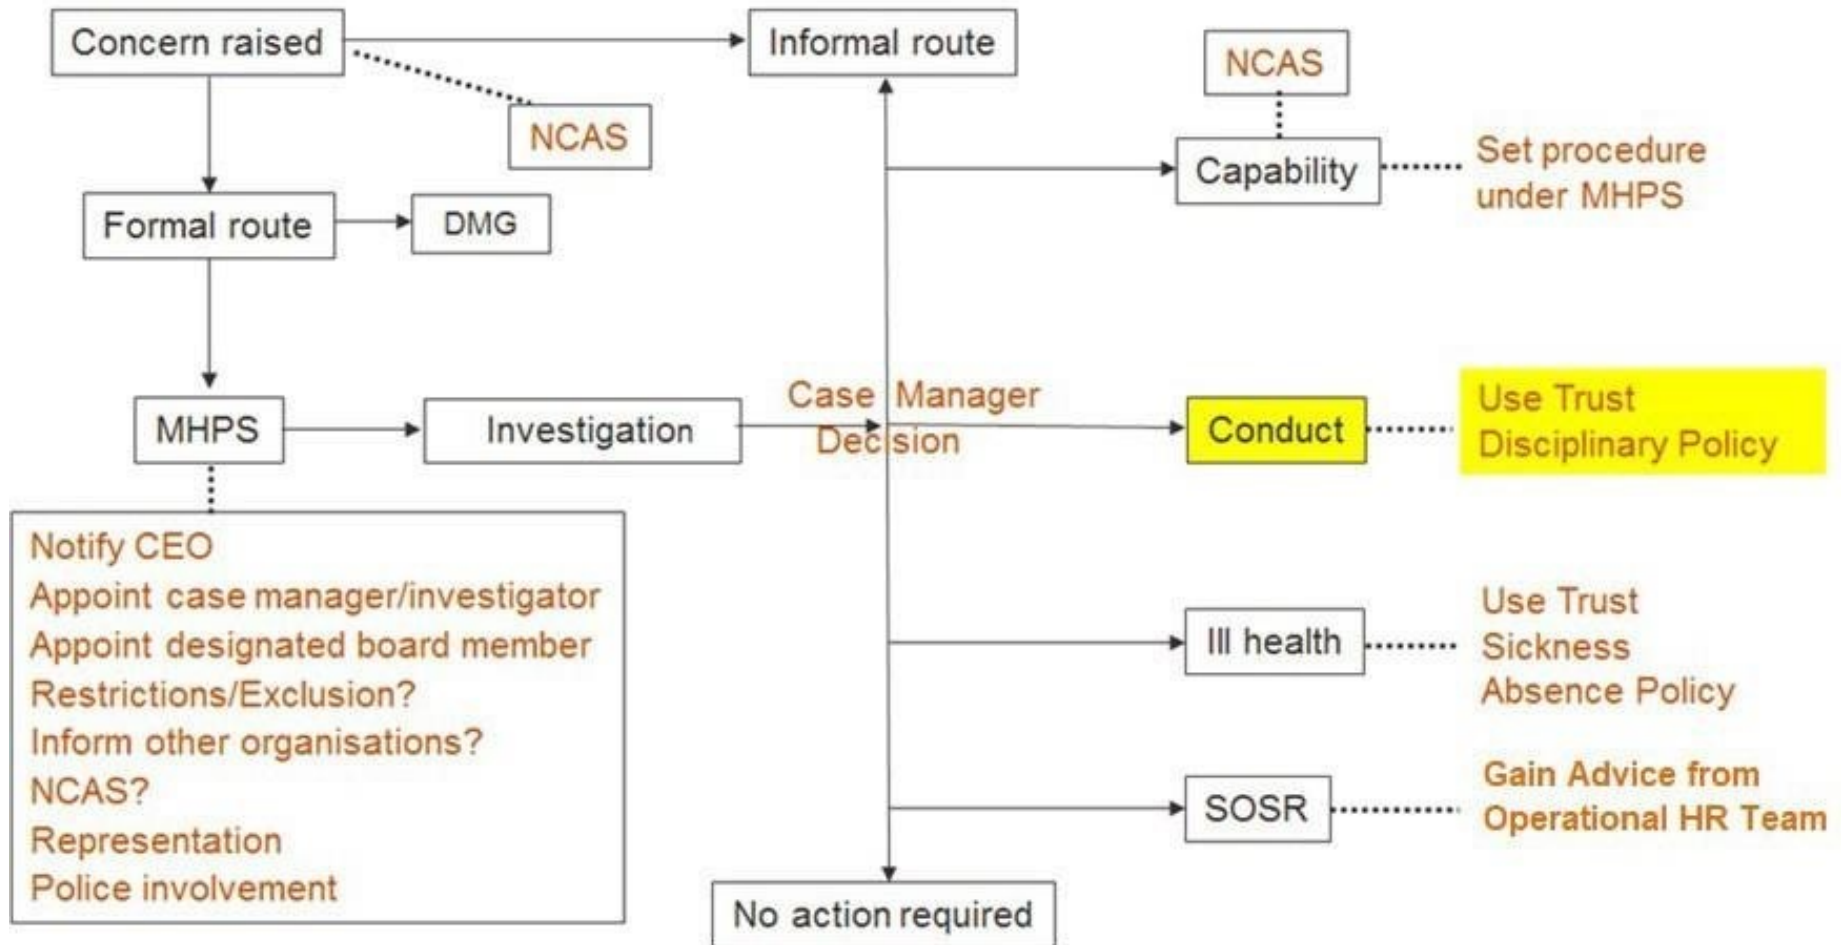 Concern raised
Informal route
NCAS
NCAS
Capability
Set procedure
under MHPS
Formal route
DMG
MHPS
Investigation
Case Manager
Decision
Conduct
Use Trust
Disciplinary Policy
Notify CEO
Appoint case manager/investigator
Appoint designated board member
Restrictions/Exclusion?
Inform other organisations?
NCAS?
Representation
Police involvement
Ill health
Use Trust
Sickness
Absence Policy
SOSR
Gain Advice from
Operational HR Team
No action required